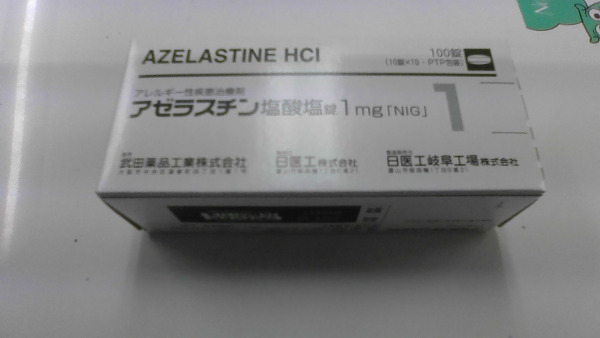 AZELASTINE HCl
100錠
(10錠×10・PTP包装)
アレルギー性疾患治療剤
アゼラスチン塩酸塩錠1mg「NIG」
1
武田薬品工業株式会社
日医工株式会社
日医工岐阜工場株式会社